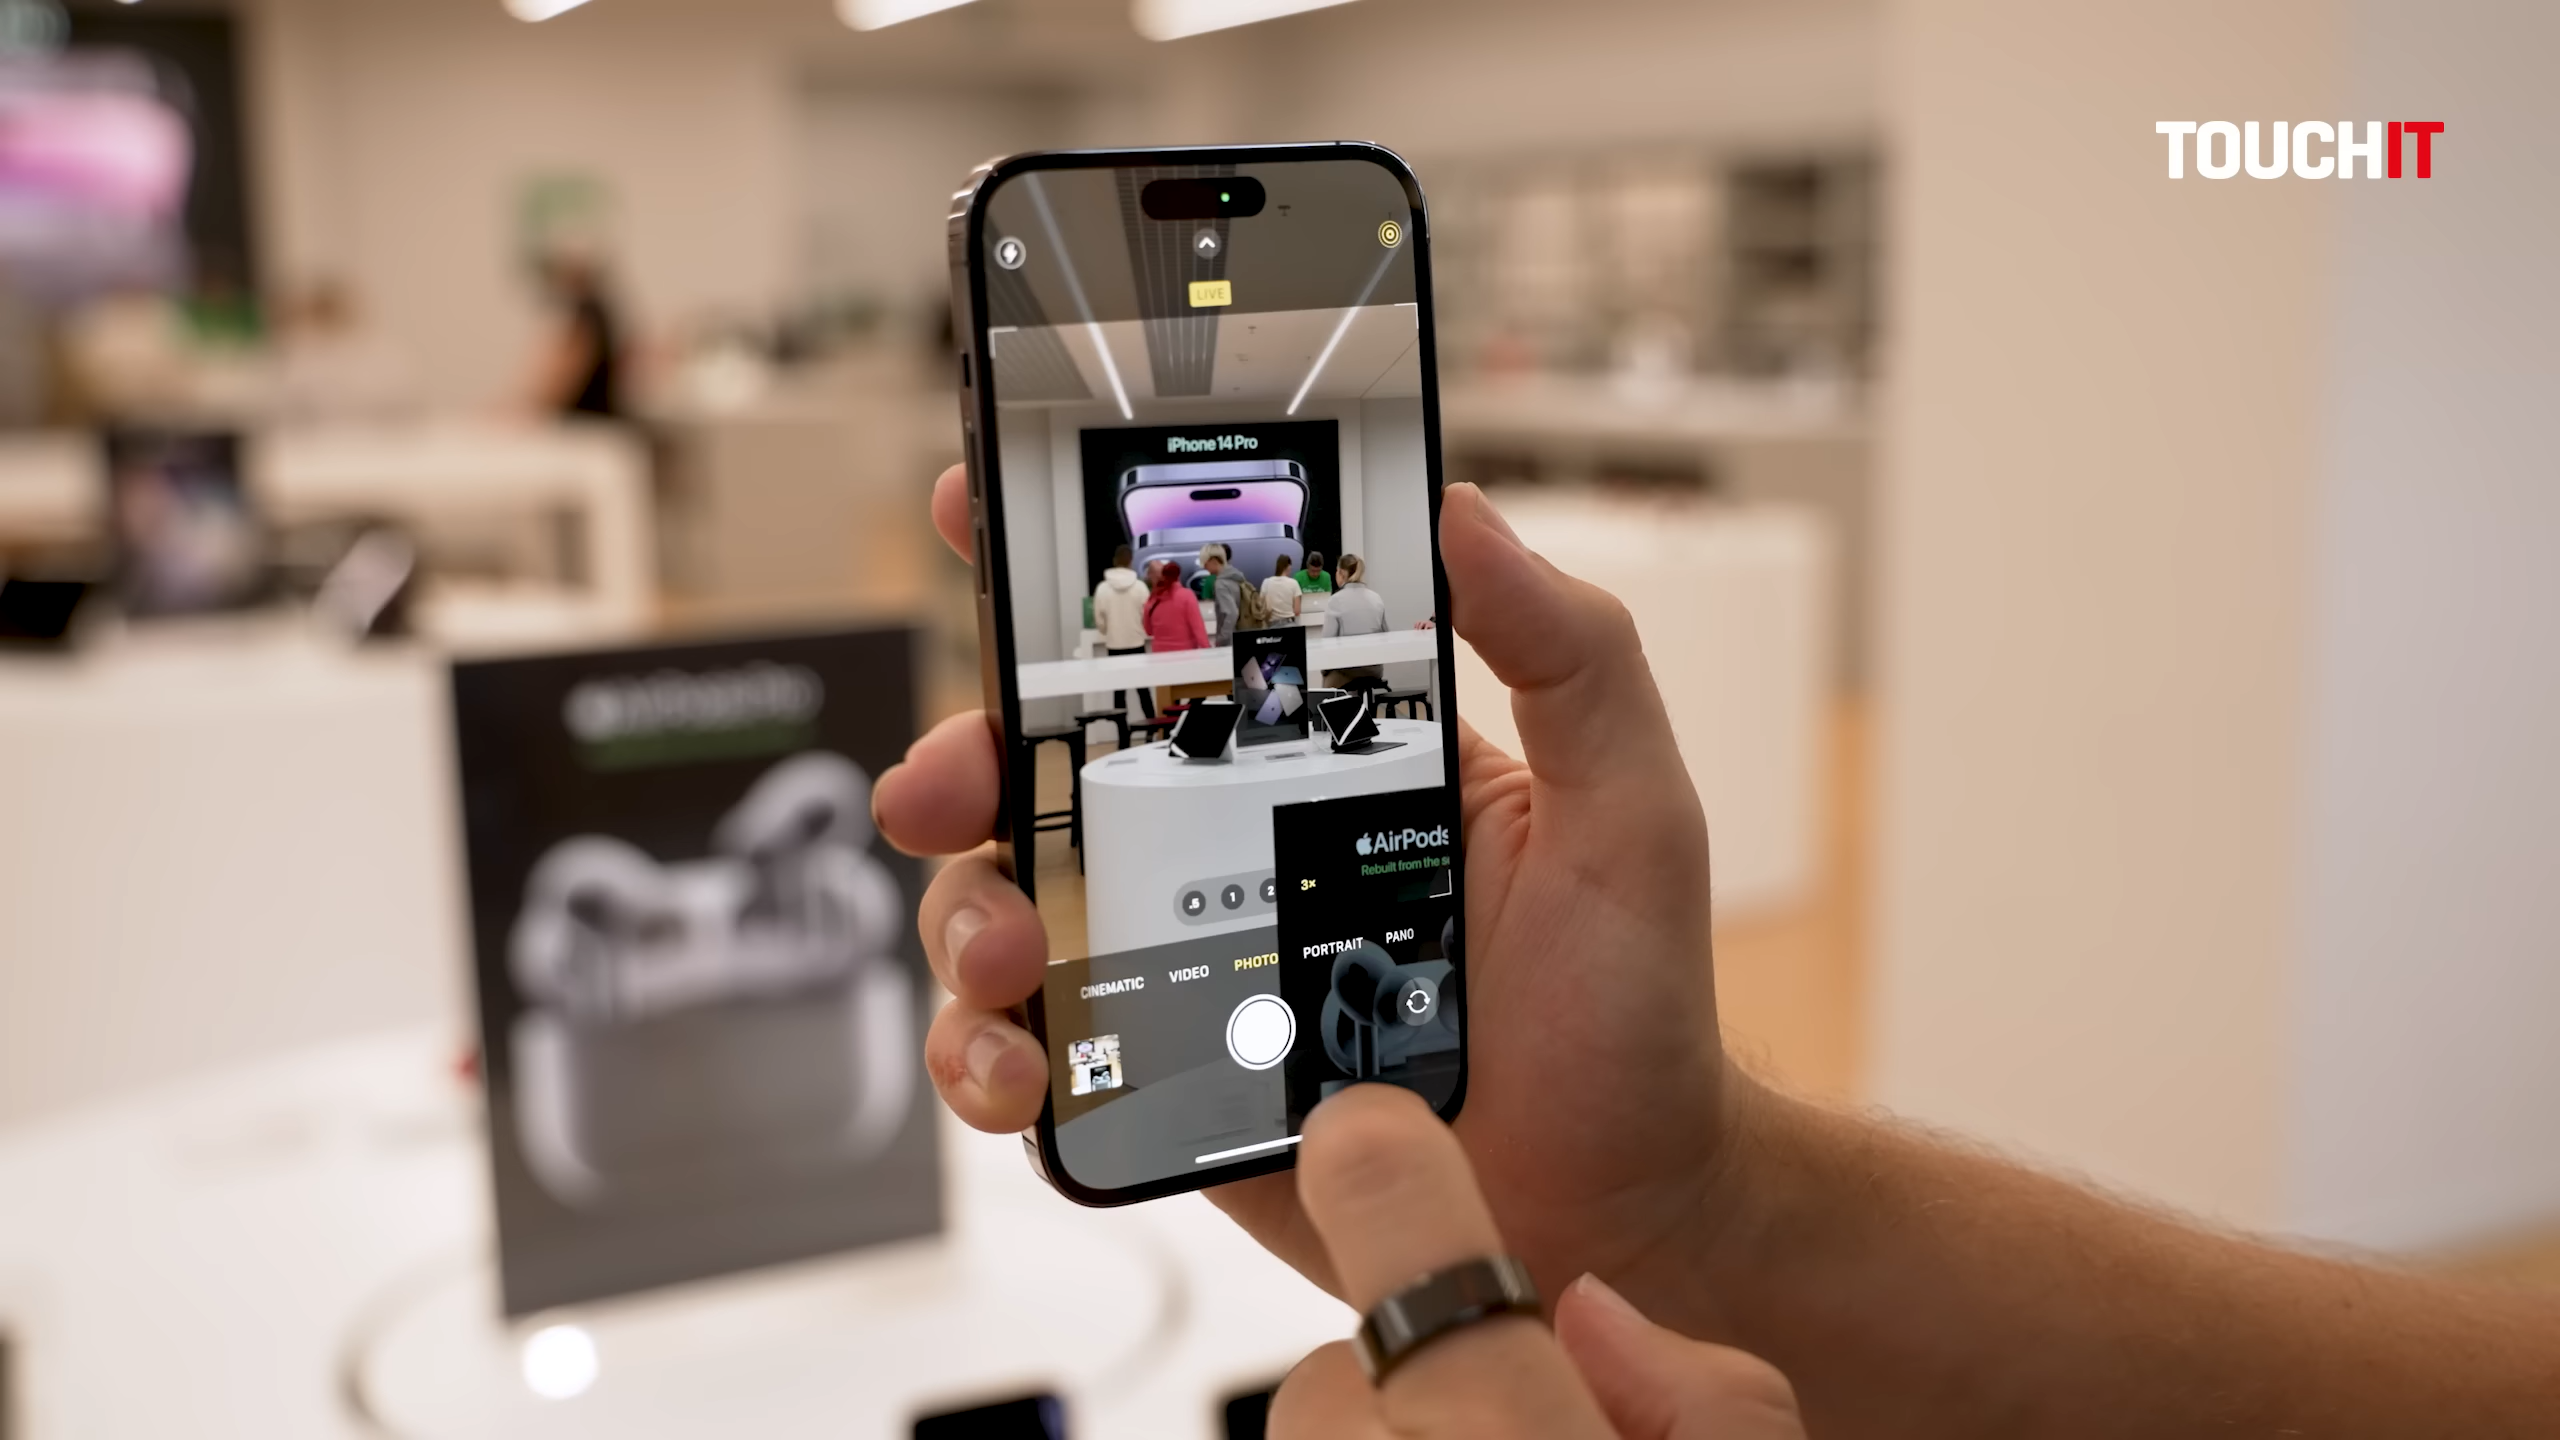 TOUCHIT
LIVE
iPhone 14 Pro
AirPods
Rebuilt from the
.5 1 2 3×
CINEMATIC VIDEO PHOTO PORTRAIT PANO